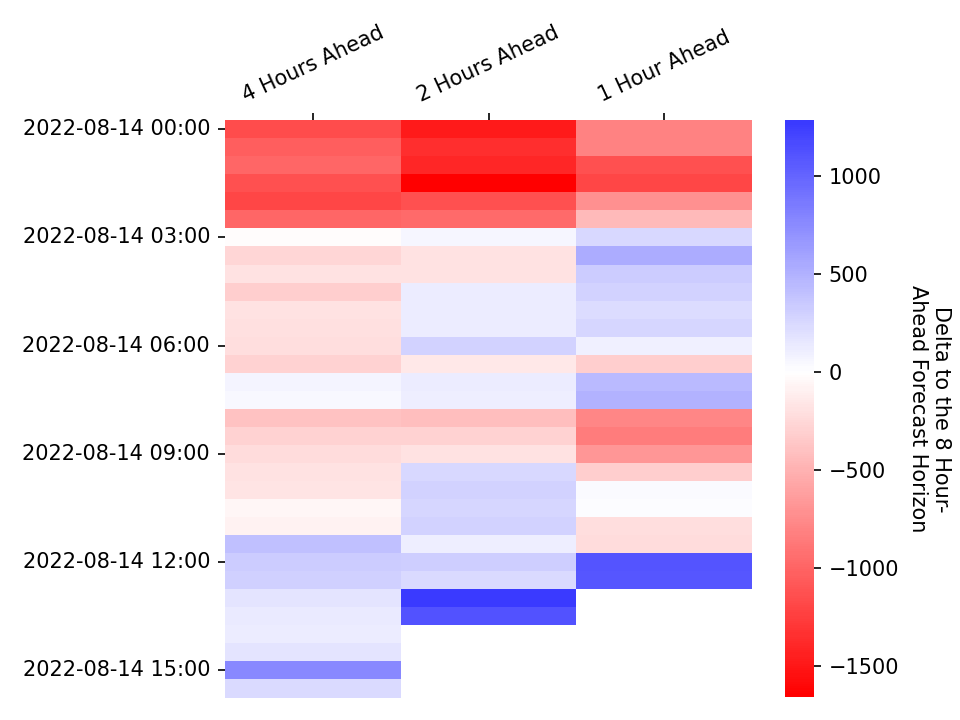 4 Hours Ahead
2 Hours Ahead
1 Hour Ahead
2022-08-14 00:00
2022-08-14 03:00
2022-08-14 06:00
2022-08-14 09:00
2022-08-14 12:00
2022-08-14 15:00
1000
500
0
−500
−1000
−1500
Delta to the 8 Hour-
Ahead Forecast Horizon